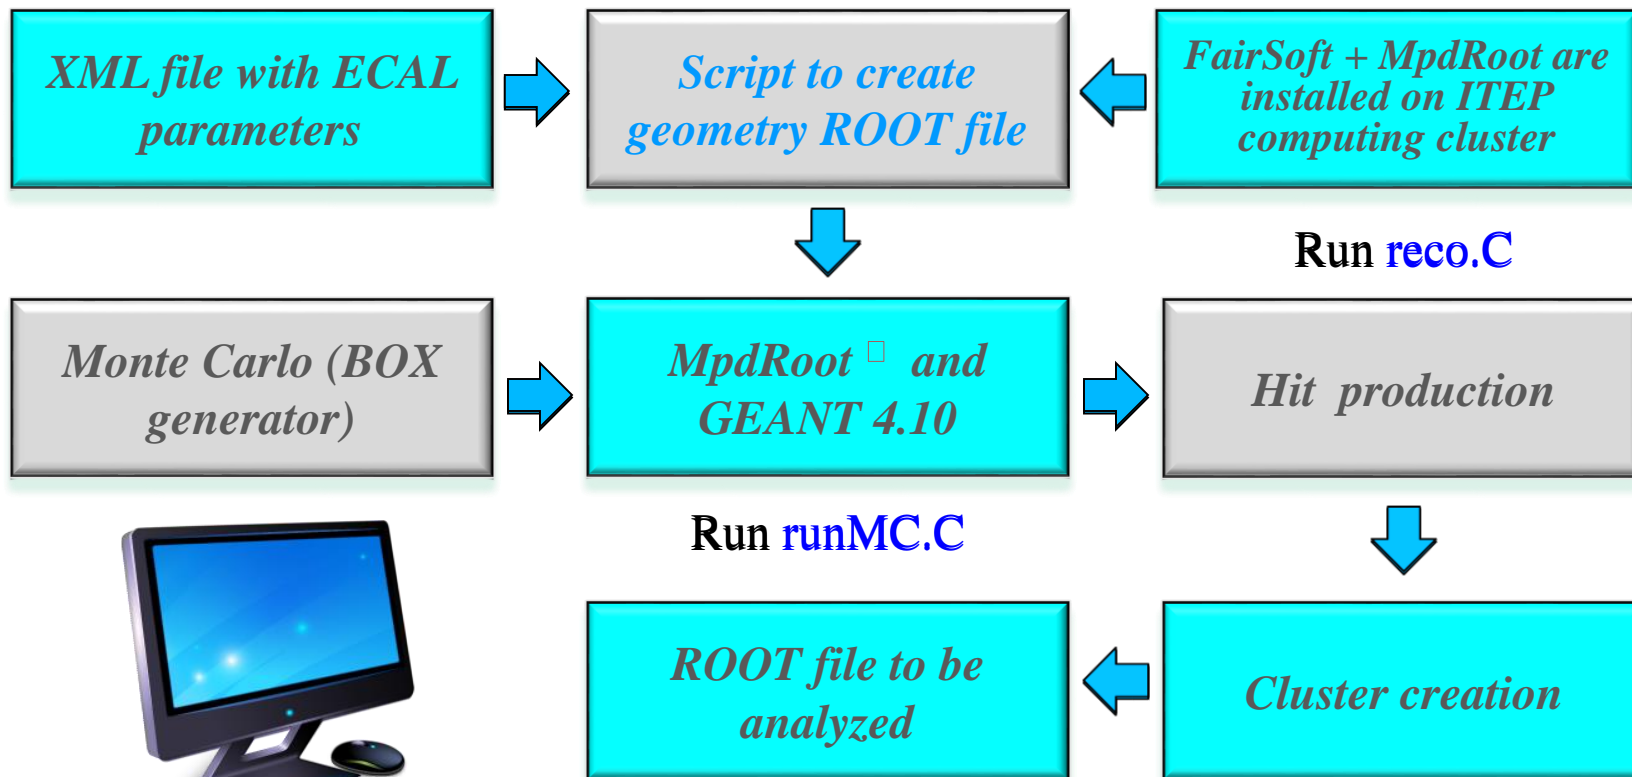 XML file with ECAL
parameters
Script to create
geometry ROOT file
FairSoft + MpdRoot are
installed on ITEP
computing cluster
Run reco.C
Monte Carlo (BOX
generator)
MpdRoot □ and
GEANT 4.10
Hit production
Run runMC.C
ROOT file to be
analyzed
Cluster creation